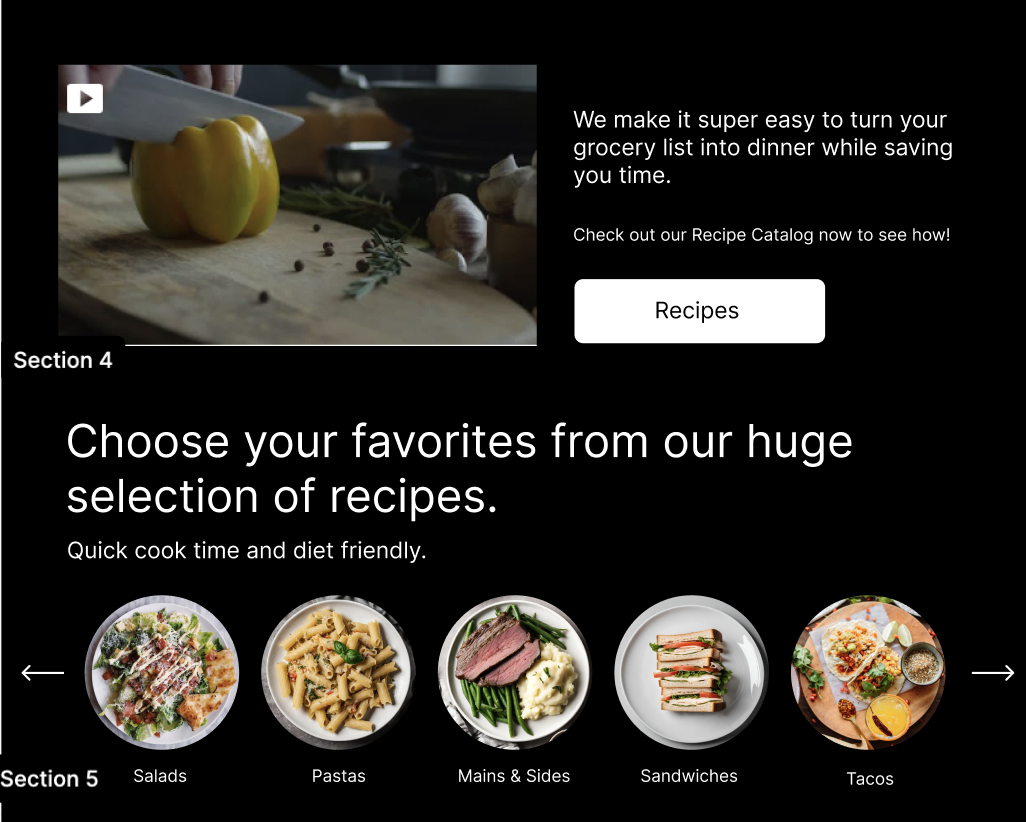 We make it super easy to turn your
grocery list into dinner while saving
you time.
Check out our Recipe Catalog now to see how!
Recipes
Section 4
Choose your favorites from our huge
selection of recipes.
Quick cook time and diet friendly.
Section 5
Salads
Pastas
Mains & Sides
Sandwiches
Tacos